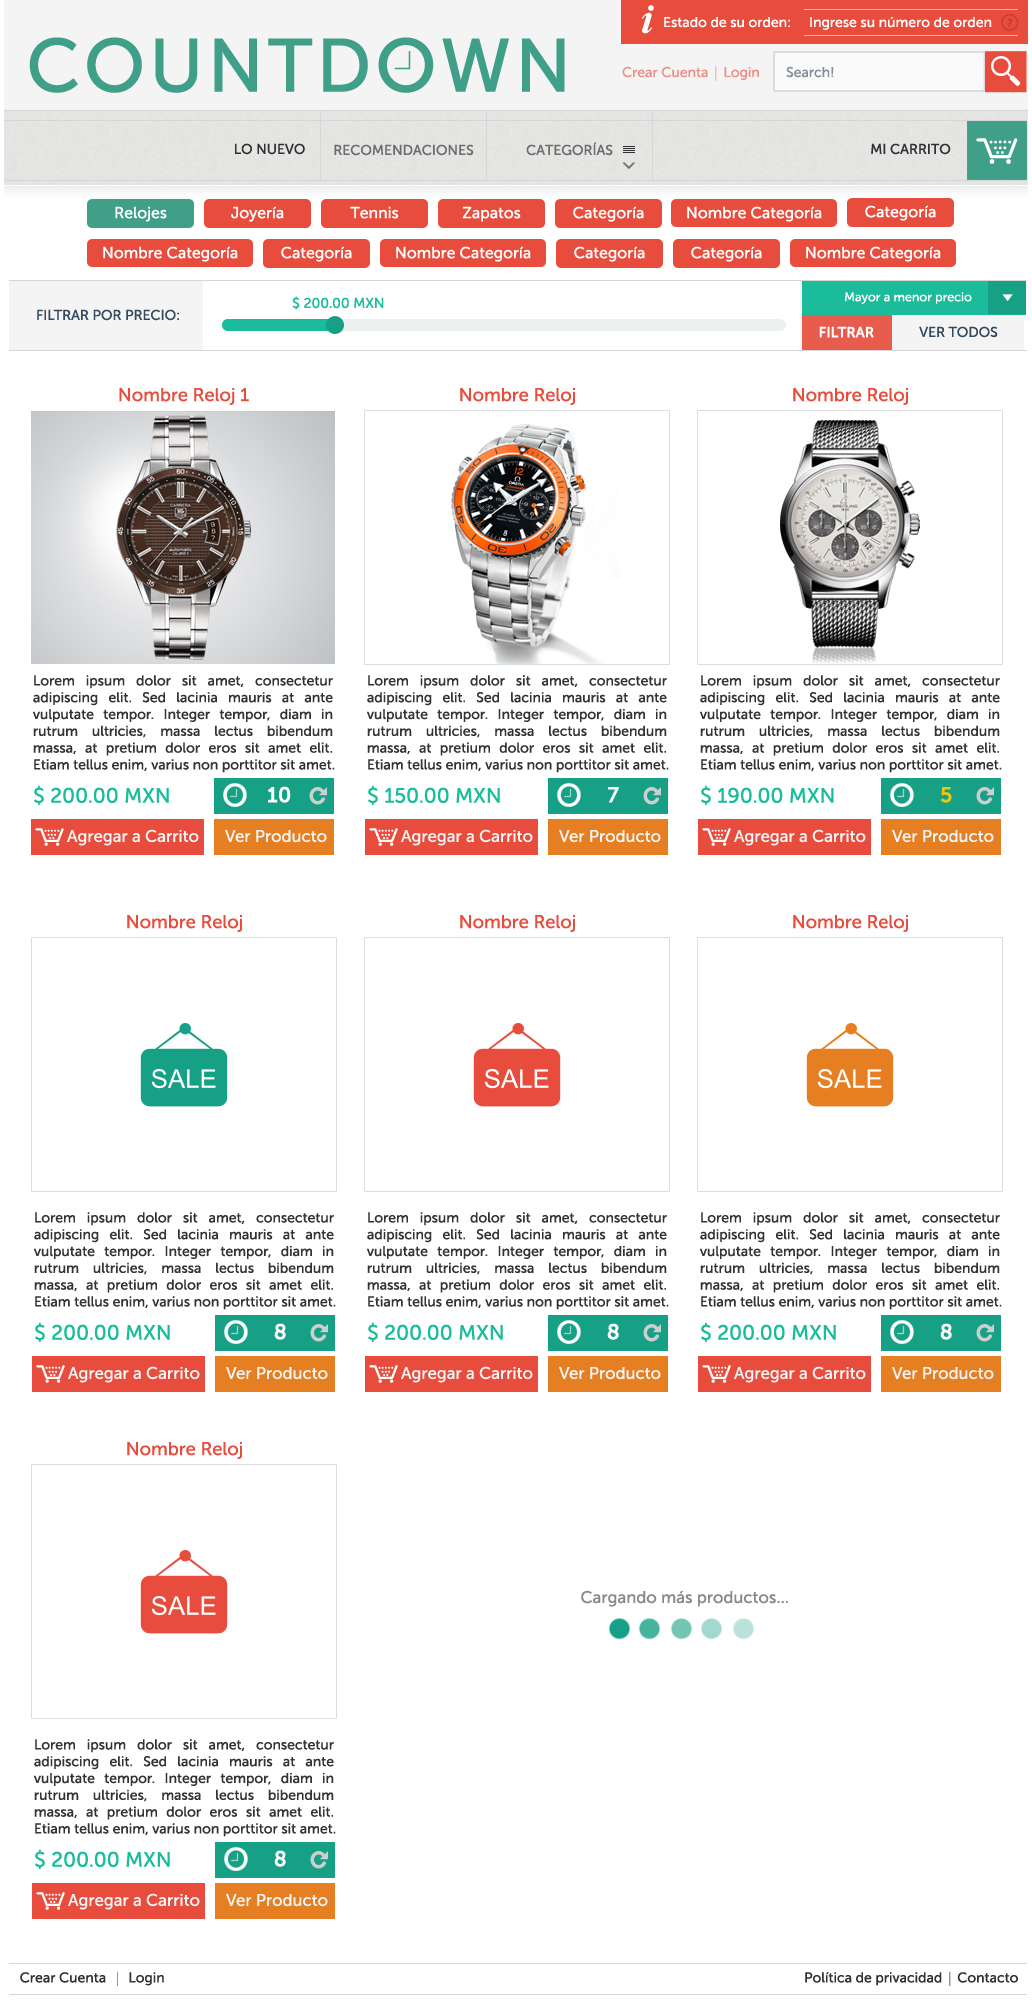 Estado de su orden: Ingrese su número de orden ?
COUNTDOWN
Crear Cuenta | Login Search!
LO NUEVO RECOMENDACIONES CATEGORÍAS MI CARRITO
Relojes Joyería Tennis Zapatos Categoría Nombre Categoría Categoría
Nombre Categoría Categoría Nombre Categoría Categoría Categoría Nombre Categoría
$ 200.00 MXN
Mayor a menor precio
FILTRAR POR PRECIO:
FILTRAR VER TODOS
Nombre Reloj 1
CARRERA
automatic
CALIBRE 5
Lorem ipsum dolor sit amet, consectetur
adipiscing elit. Sed lacinia mauris at ante
vulputate tempor. Integer tempor, diam in
rutrum ultricies, massa lectus bibendum
massa, at pretium dolor eros sit amet elit.
Etiam tellus enim, varius non porttitor sit amet.
$ 200.00 MXN 10
Agregar a Carrito Ver Producto
Nombre Reloj
OMEGA
Lorem ipsum dolor sit amet, consectetur
adipiscing elit. Sed lacinia mauris at ante
vulputate tempor. Integer tempor, diam in
rutrum ultricies, massa lectus bibendum
massa, at pretium dolor eros sit amet elit.
Etiam tellus enim, varius non porttitor sit amet.
$ 150.00 MXN 7
Agregar a Carrito Ver Producto
Nombre Reloj
BREITLING
Lorem ipsum dolor sit amet, consectetur
adipiscing elit. Sed lacinia mauris at ante
vulputate tempor. Integer tempor, diam in
rutrum ultricies, massa lectus bibendum
massa, at pretium dolor eros sit amet elit.
Etiam tellus enim, varius non porttitor sit amet.
$ 190.00 MXN 5
Agregar a Carrito Ver Producto
Nombre Reloj
SALE
Lorem ipsum dolor sit amet, consectetur
adipiscing elit. Sed lacinia mauris at ante
vulputate tempor. Integer tempor, diam in
rutrum ultricies, massa lectus bibendum
massa, at pretium dolor eros sit amet elit.
Etiam tellus enim, varius non porttitor sit amet.
$ 200.00 MXN 8
Agregar a Carrito Ver Producto
Nombre Reloj
SALE
Lorem ipsum dolor sit amet, consectetur
adipiscing elit. Sed lacinia mauris at ante
vulputate tempor. Integer tempor, diam in
rutrum ultricies, massa lectus bibendum
massa, at pretium dolor eros sit amet elit.
Etiam tellus enim, varius non porttitor sit amet.
$ 200.00 MXN 8
Agregar a Carrito Ver Producto
Nombre Reloj
SALE
Lorem ipsum dolor sit amet, consectetur
adipiscing elit. Sed lacinia mauris at ante
vulputate tempor. Integer tempor, diam in
rutrum ultricies, massa lectus bibendum
massa, at pretium dolor eros sit amet elit.
Etiam tellus enim, varius non porttitor sit amet.
$ 200.00 MXN 8
Agregar a Carrito Ver Producto
Nombre Reloj
SALE
Lorem ipsum dolor sit amet, consectetur
adipiscing elit. Sed lacinia mauris at ante
vulputate tempor. Integer tempor, diam in
rutrum ultricies, massa lectus bibendum
massa, at pretium dolor eros sit amet elit.
Etiam tellus enim, varius non porttitor sit amet.
$ 200.00 MXN 8
Agregar a Carrito Ver Producto
Cargando más productos...
Crear Cuenta | Login
Política de privacidad | Contacto